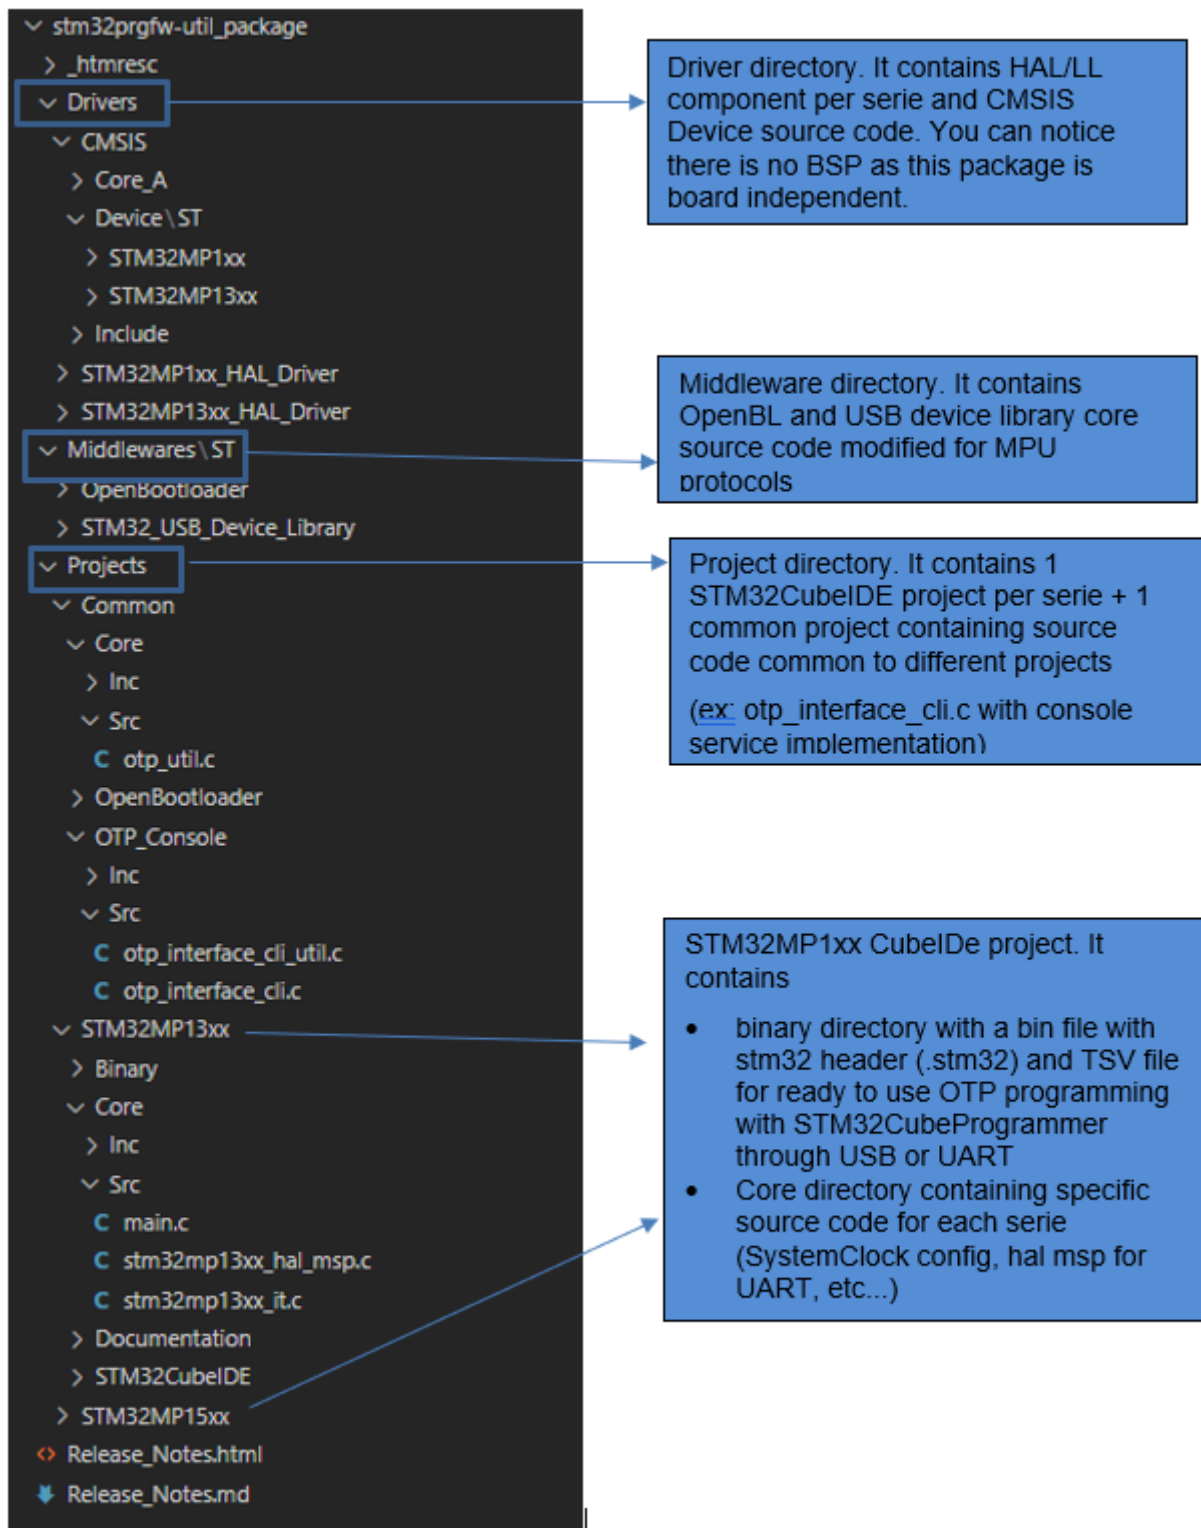 stm32prgfw-util_package
_htmresc
Drivers
CMSIS
Core_A
Device\ST
STM32MP1xx
STM32MP13xx
Include
STM32MP1xx_HAL_Driver
STM32MP13xx_HAL_Driver
Middlewares\ST
OpenBootloader
STM32_USB_Device_Library
Projects
Common
Core
Inc
Src
C otp_util.c
OpenBootloader
OTP_Console
Inc
Src
C otp_interface_cli_util.c
C otp_interface_cli.c
STM32MP13xx
Binary
Core
Inc
Src
C main.c
C stm32mp13xx_hal_msp.c
C stm32mp13xx_it.c
Documentation
STM32CubeIDE
STM32MP15xx
Release_Notes.html
Release_Notes.md
Driver directory. It contains HAL/LL
component per serie and CMSIS
Device source code. You can notice
there is no BSP as this package is
board independent.
Middleware directory. It contains
OpenBL and USB device library core
source code modified for MPU
protocols
Project directory. It contains 1
STM32CubeIDE project per serie + 1
common project containing source
code common to different projects
(ex: otp_interface_cli.c with console
service implementation)
STM32MP1xx CubeIDe project. It
contains
• binary directory with a bin file with
stm32 header (.stm32) and TSV file
for ready to use OTP programming
with STM32CubeProgrammer
through USB or UART
• Core directory containing specific
source code for each serie
(SystemClock config, hal msp for
UART, etc...)